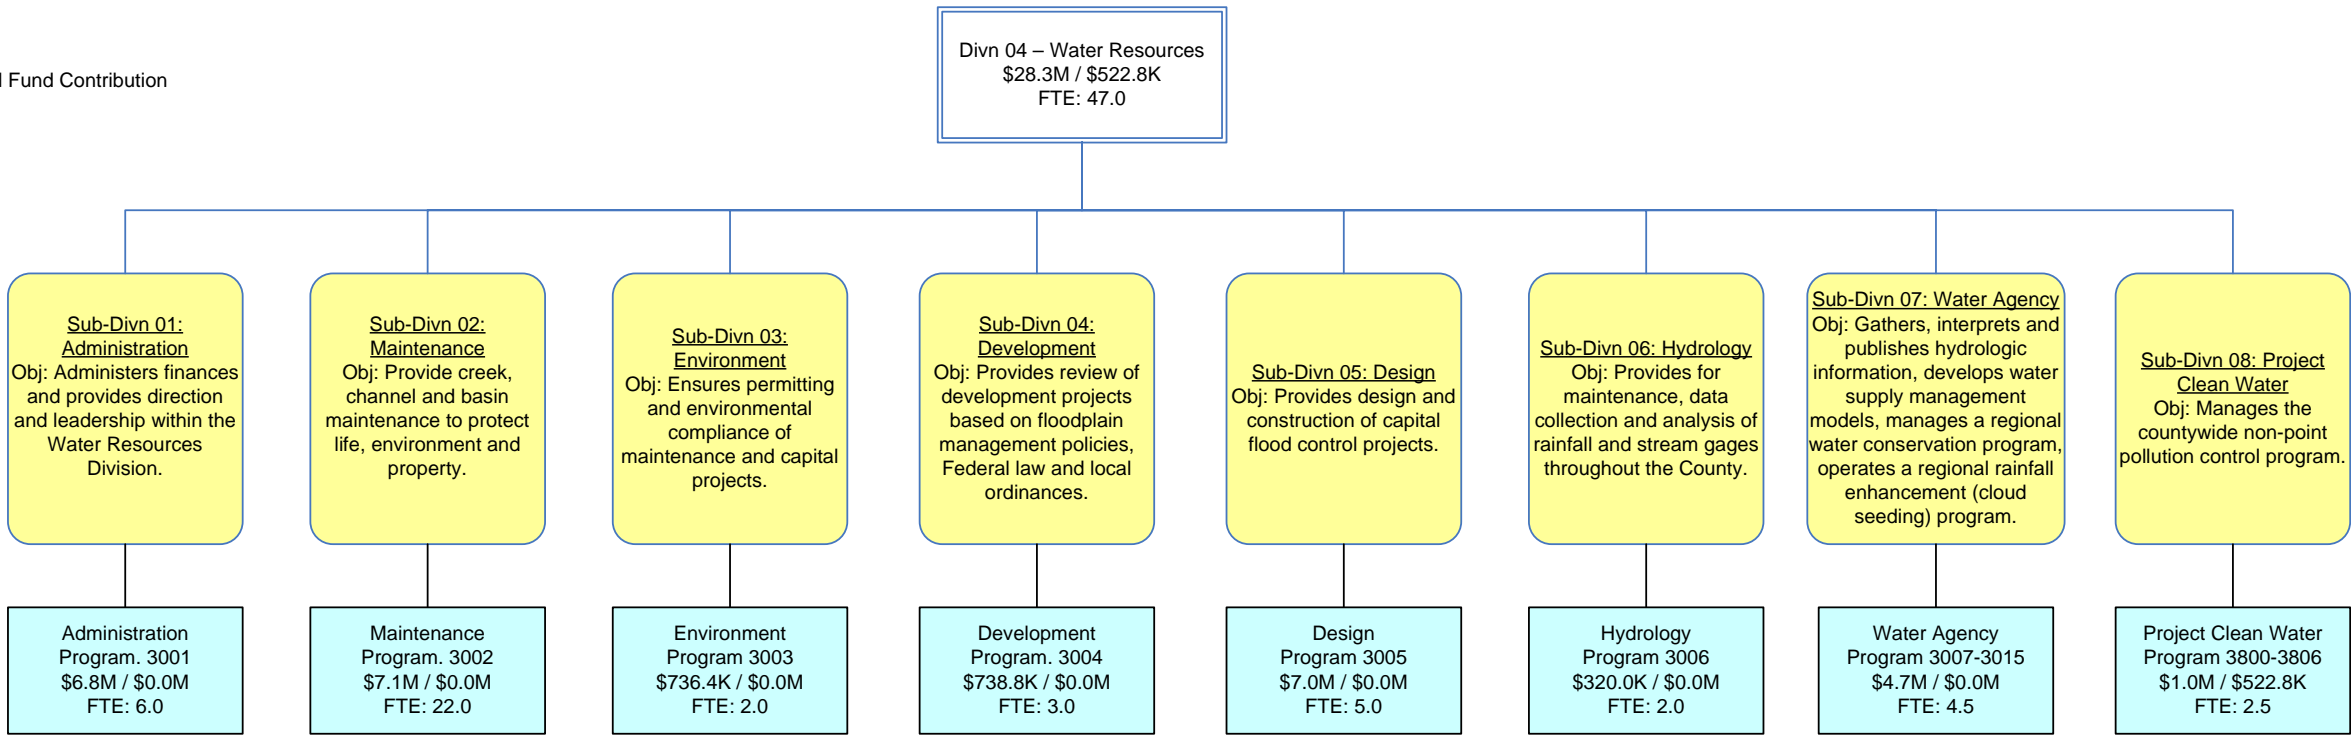 Divn 04 – Water Resources
$28.3M / $522.8K
FTE: 47.0
Fund Contribution
Sub-Divn 01:
Administration
Obj: Administers finances
and provides direction
and leadership within the
Water Resources
Division.
Sub-Divn 02:
Maintenance
Obj: Provide creek,
channel and basin
maintenance to protect
life, environment and
property.
Sub-Divn 03:
Environment
Obj: Ensures permitting
and environmental
compliance of
maintenance and capital
projects.
Sub-Divn 04:
Development
Obj: Provides review of
development projects
based on floodplain
management policies,
Federal law and local
ordinances.
Sub-Divn 05: Design
Obj: Provides design and
construction of capital
flood control projects.
Sub-Divn 06: Hydrology
Obj: Provides for
maintenance, data
collection and analysis of
rainfall and stream gages
throughout the County.
Sub-Divn 07: Water Agency
Obj: Gathers, interprets and
publishes hydrologic
information, develops water
supply management
models, manages a regional
water conservation program,
operates a regional rainfall
enhancement (cloud
seeding) program.
Sub-Divn 08: Project
Clean Water
Obj: Manages the
countywide non-point
pollution control program.
Administration
Program. 3001
$6.8M / $0.0M
FTE: 6.0
Maintenance
Program. 3002
$7.1M / $0.0M
FTE: 22.0
Environment
Program 3003
$736.4K / $0.0M
FTE: 2.0
Development
Program. 3004
$738.8K / $0.0M
FTE: 3.0
Design
Program 3005
$7.0M / $0.0M
FTE: 5.0
Hydrology
Program 3006
$320.0K / $0.0M
FTE: 2.0
Water Agency
Program 3007-3015
$4.7M / $0.0M
FTE: 4.5
Project Clean Water
Program 3800-3806
$1.0M / $522.8K
FTE: 2.5